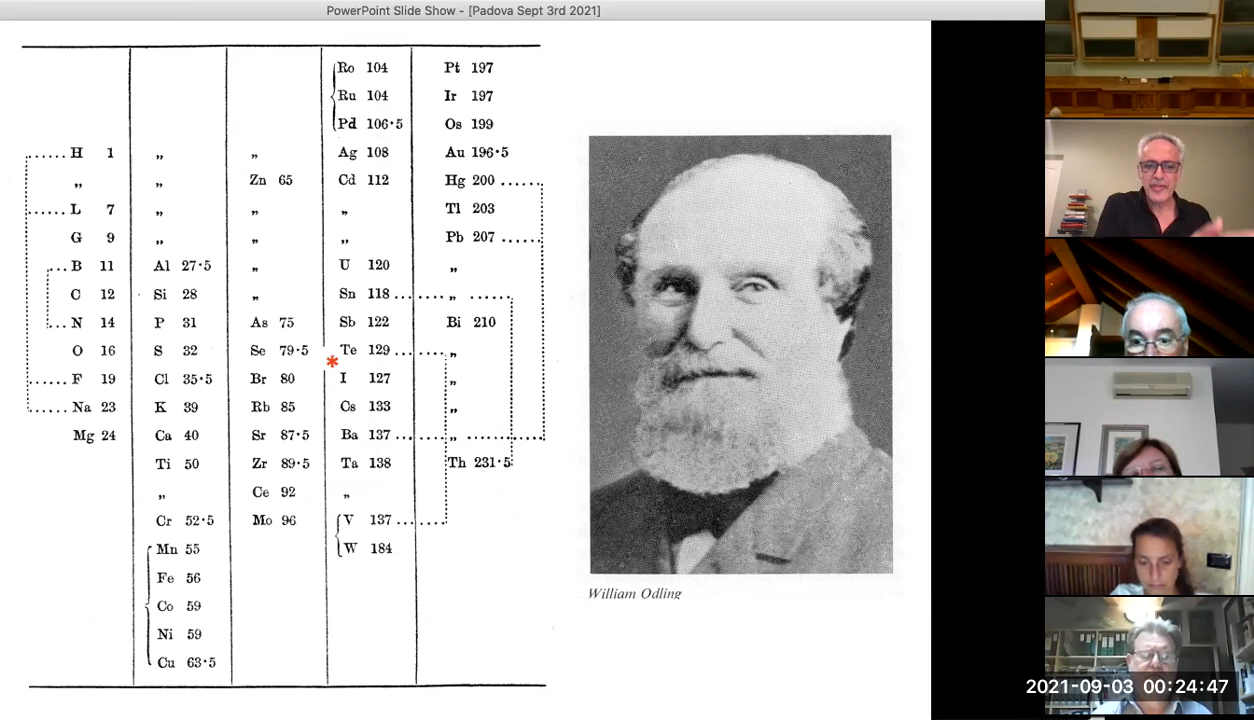 PowerPoint Slide Show - [Padova Sept 3rd 2021]
Ro 104 Pt 197
Ru 104 Ir 197
Pd 106·5 Os 199
H 1 „ „ Ag 108 Au 196·5
„ „ Zn 65 Cd 112 Hg 200
L 7 „ „ „ Tl 203
G 9 „ „ „ Pb 207
B 11 Al 27·5 „ U 120 „
C 12 Si 28 „ Sn 118 „
N 14 P 31 As 75 Sb 122 Bi 210
O 16 S 32 Se 79·5 * Te 129 „
F 19 Cl 35·5 Br 80 I 127 „
Na 23 K 39 Rb 85 Cs 133 „
Mg 24 Ca 40 Sr 87·5 Ba 137 „
Ti 50 Zr 89·5 Ta 138 Th 231·5
„ Ce 92 „
Cr 52·5 Mo 96 V 137
Mn 55 W 184
Fe 56
Co 59
Ni 59
Cu 63·5
William Odling
2021-09-03 00:24:47